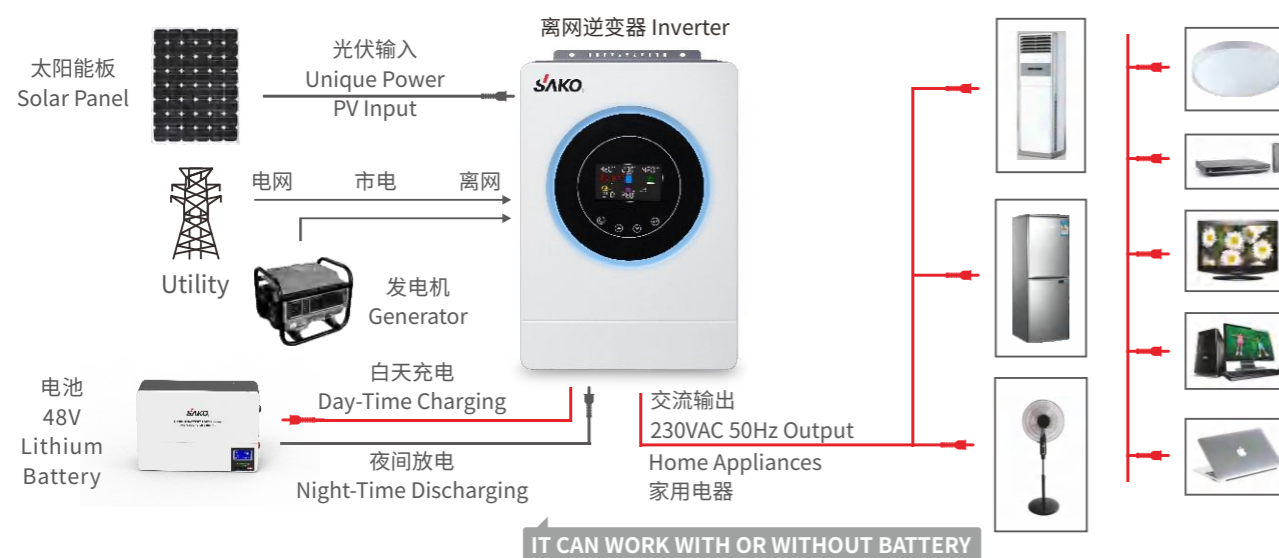 离网逆变器 Inverter
太阳能板
Solar Panel
光伏输入
Unique Power
PV Input
SAKO
电网 市电 离网
Utility
发电机
Generator
电池
48V
Lithium
Battery
SAKO
白天充电
Day-Time Charging
夜间放电
Night-Time Discharging
交流输出
230VAC 50Hz Output
Home Appliances
家用电器
IT CAN WORK WITH OR WITHOUT BATTERY